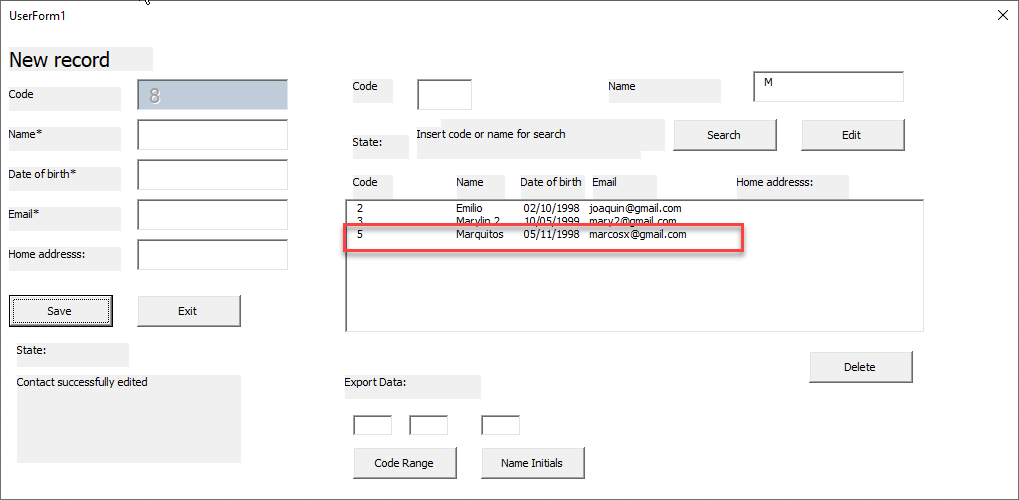 UserForm1
New record
Code
8
Name*
Date of birth*
Email*
Home addresss:
Save
Exit
State:
Contact successfully edited
Code
Name
M
State:
Insert code or name for search
Search
Edit
Code Name Date of birth Email Home addresss:
2 Emilio 02/10/1998 joaquin@gmail.com
3 Marylin 2 10/05/1999 mary2@gmail.com
5 Marquitos 05/11/1998 marcosx@gmail.com
Delete
Export Data:
Code Range
Name Initials